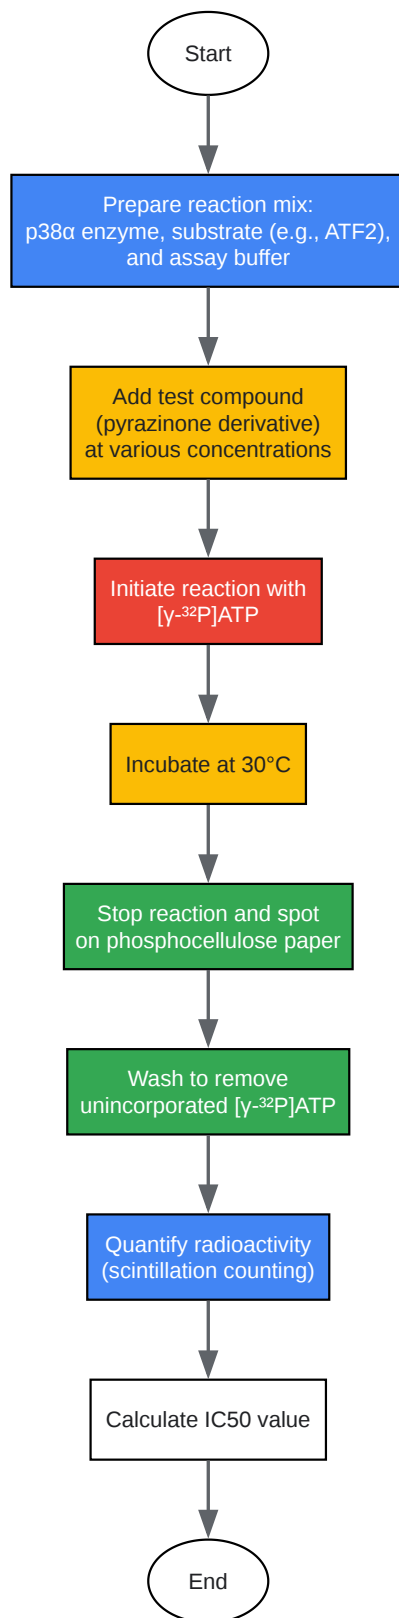 Start
Prepare reaction mix:
p38α enzyme, substrate (e.g., ATF2),
and assay buffer
Add test compound
(pyrazinone derivative)
at various concentrations
Initiate reaction with
[γ-³²P]ATP
Incubate at 30°C
Stop reaction and spot
on phosphocellulose paper
Wash to remove
unincorporated [γ-³²P]ATP
Quantify radioactivity
(scintillation counting)
Calculate IC50 value
End